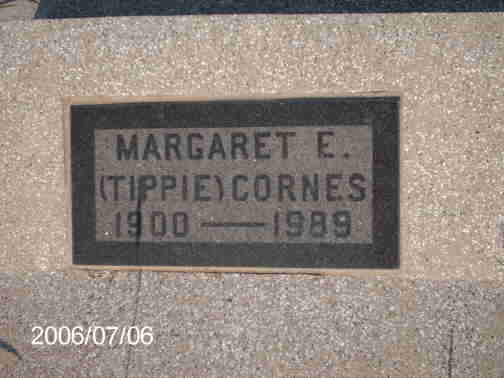 MARGARET E.
(TIPPIE) CORNES
1900 — 1989
2006/07/06